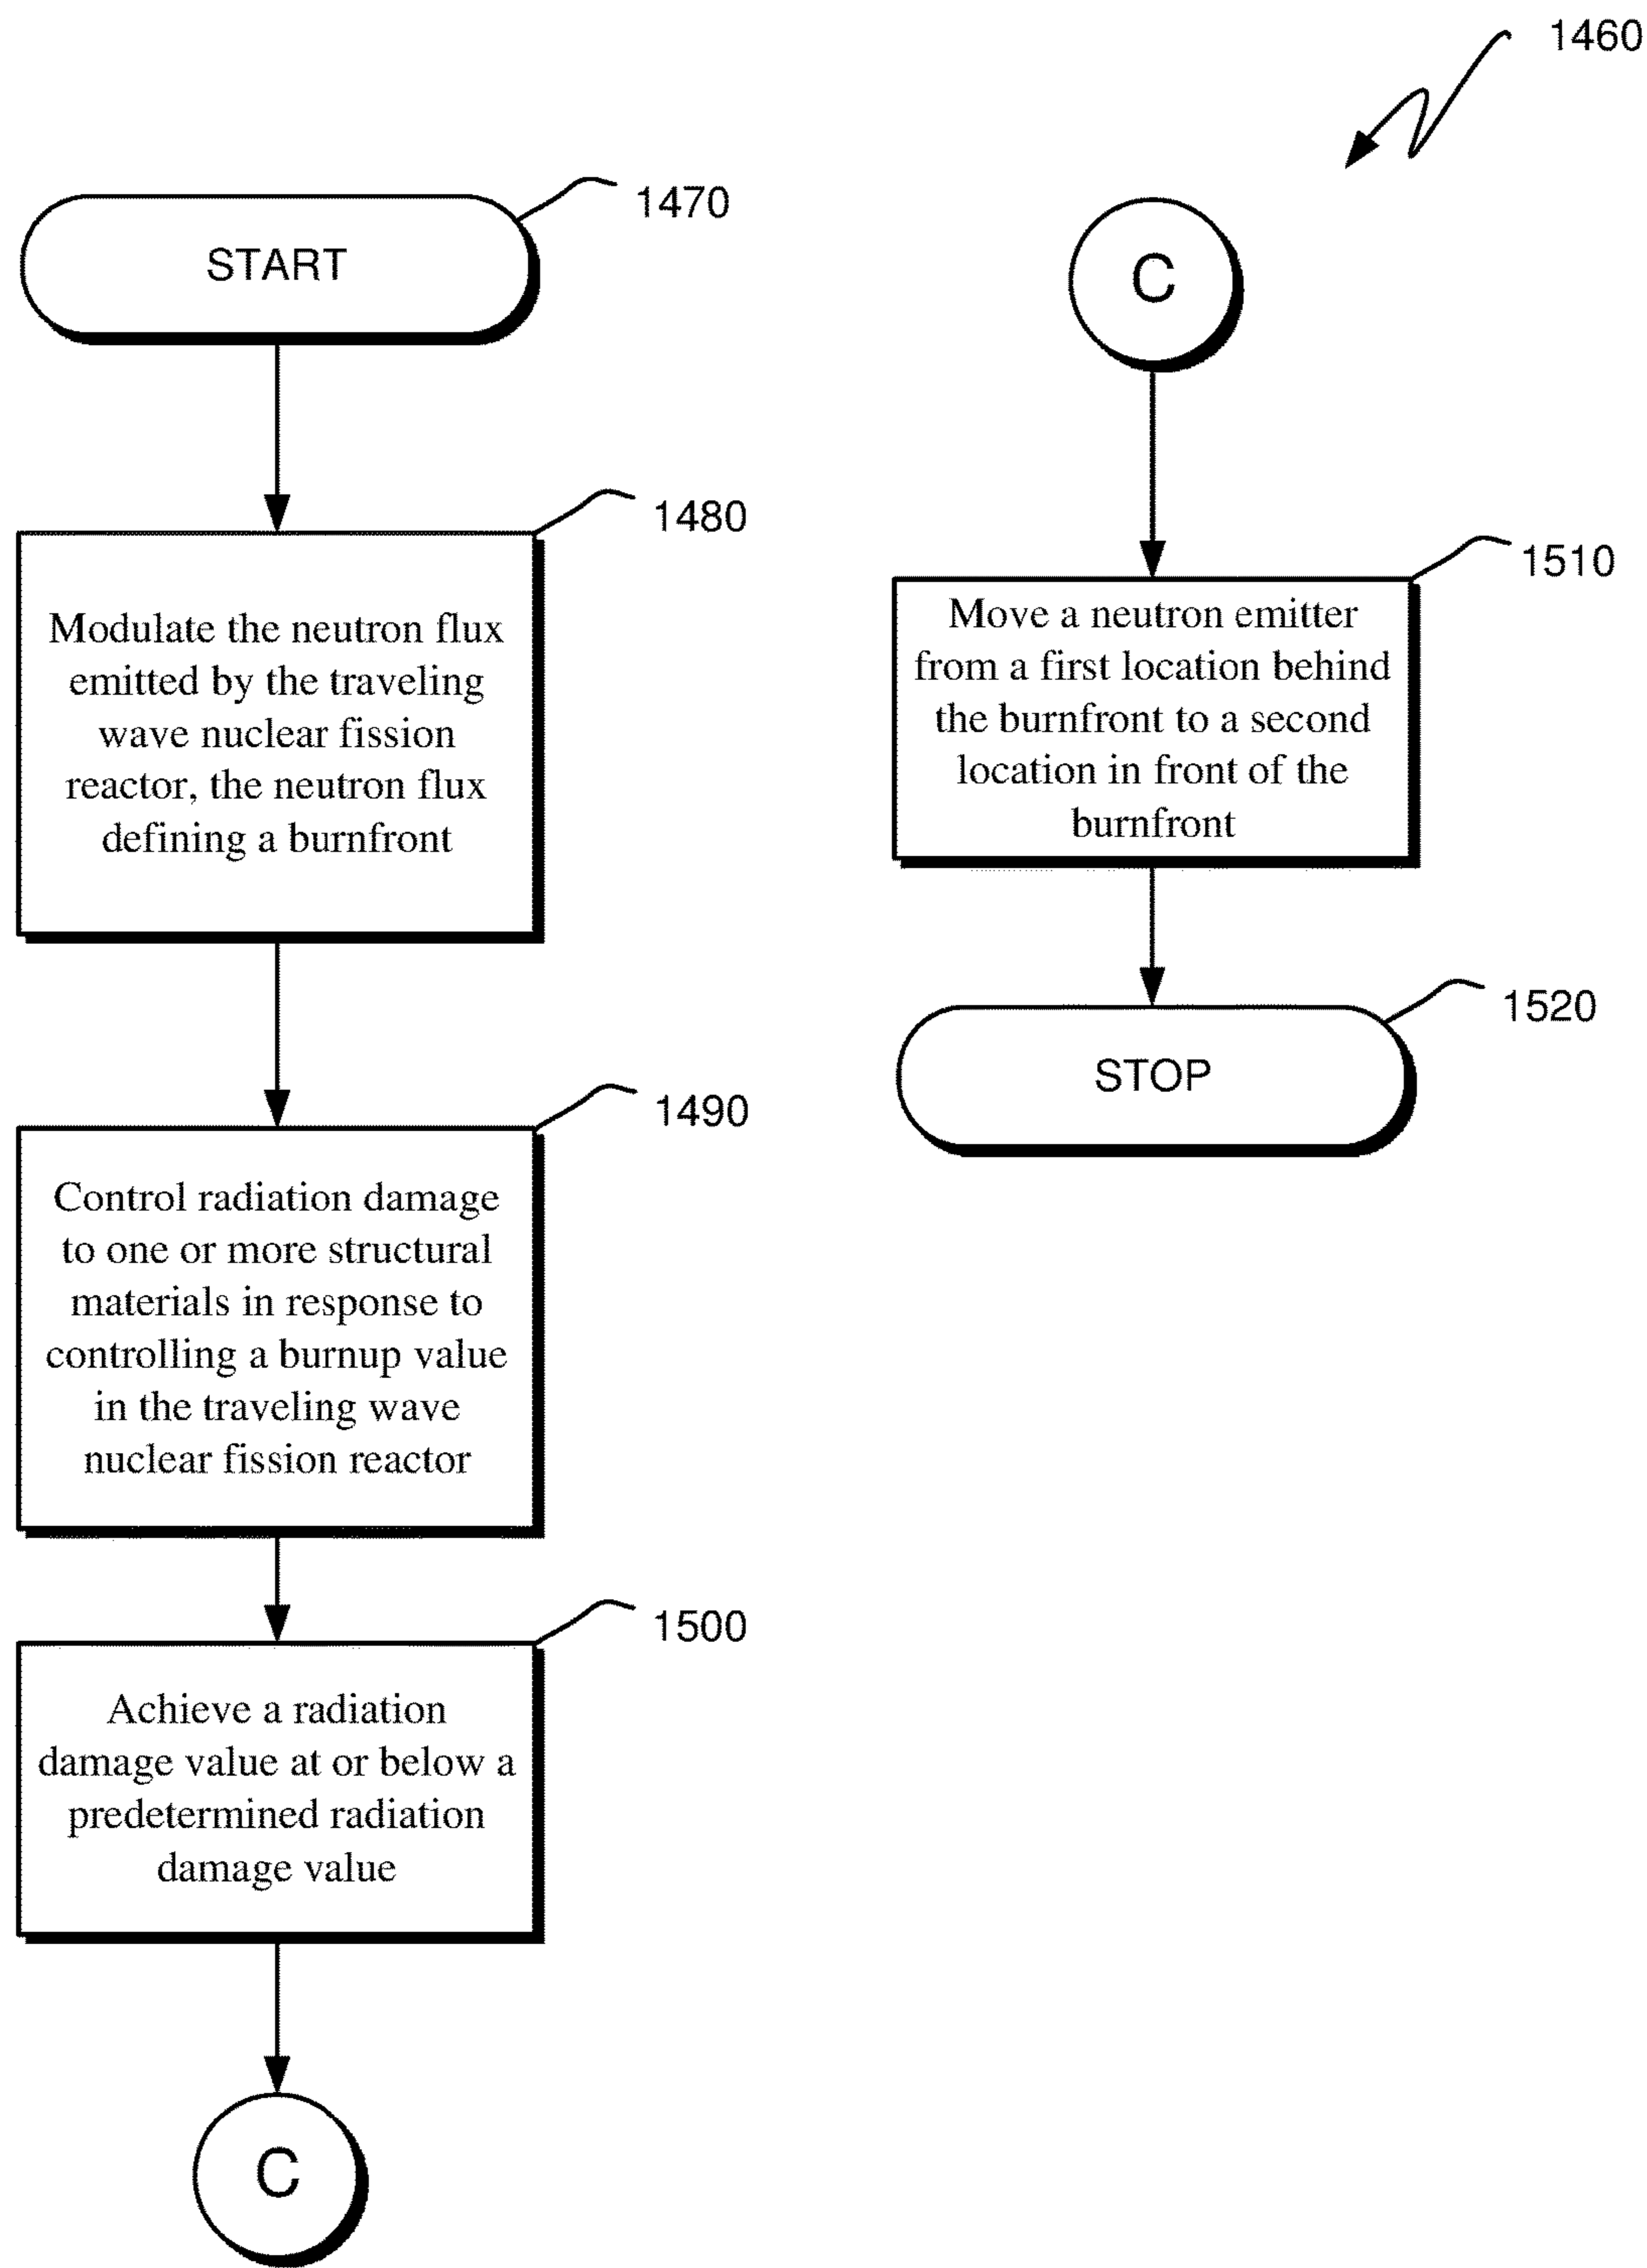 1460
1470
START
1480
Modulate the neutron flux
emitted by the traveling
wave nuclear fission
reactor, the neutron flux
defining a burnfront
1490
Control radiation damage
to one or more structural
materials in response to
controlling a burnup value
in the traveling wave
nuclear fission reactor
1500
Achieve a radiation
damage value at or below a
predetermined radiation
damage value
C
C
1510
Move a neutron emitter
from a first location behind
the burnfront to a second
location in front of the
burnfront
1520
STOP